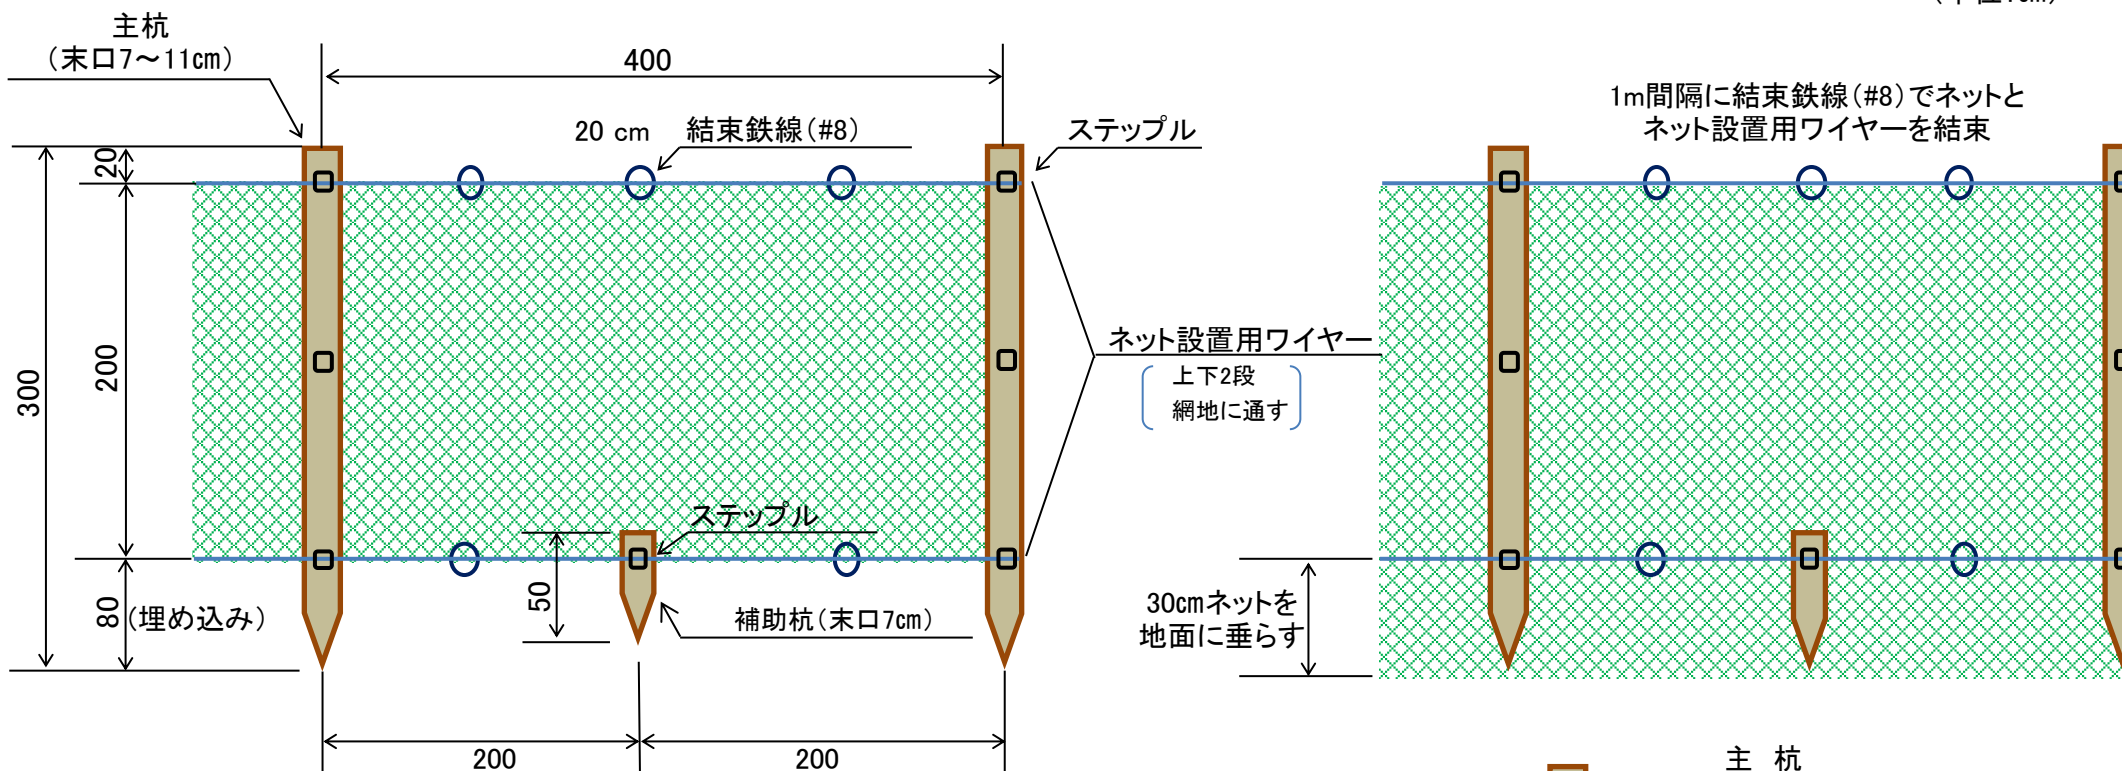 主杭
（末口7～11㎝）
400
20 cm
結束鉄線（#8）
ステップル
20
200
300
80
（埋め込み）
ネット設置用ワイヤー
上下2段
網地に通す
ステップル
50
補助杭（末口7㎝）
200
200
1m間隔に結束鉄線（#8）でネットと
ネット設置用ワイヤーを結束
30㎝ネットを
地面に垂らす
主 杭